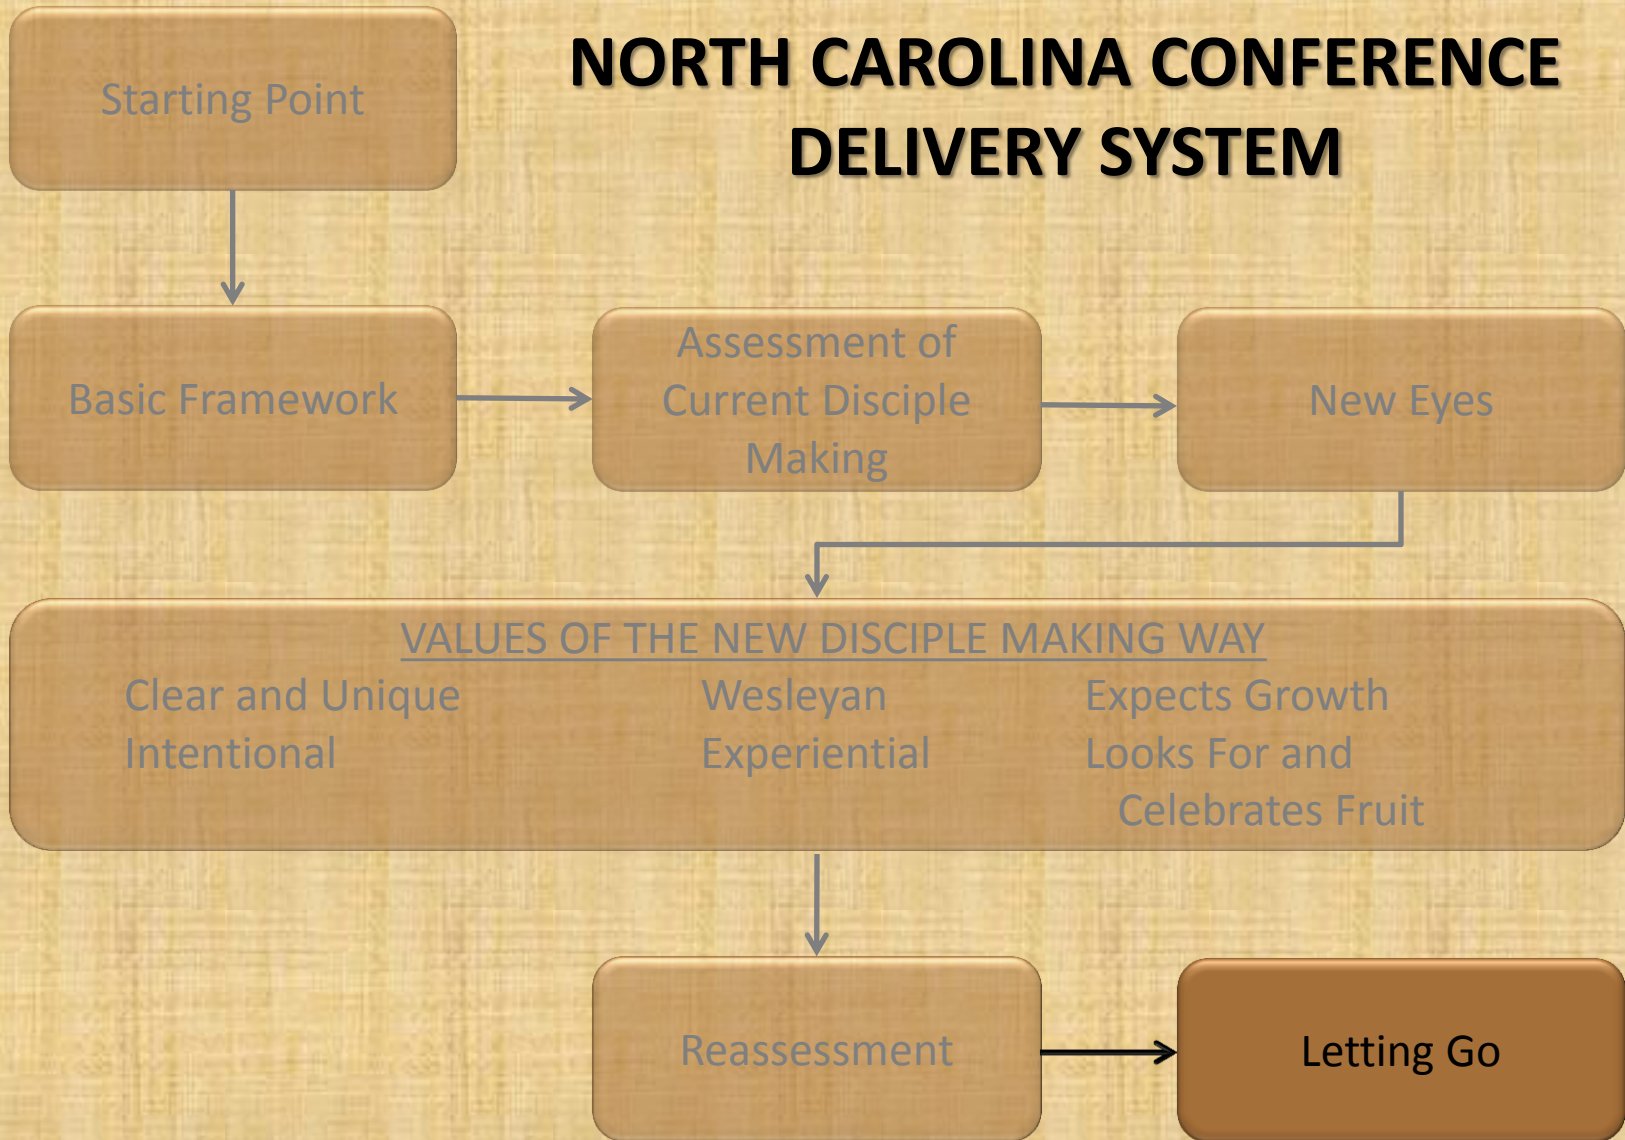 NORTH CAROLINA CONFERENCE
DELIVERY SYSTEM
Starting Point
Basic Framework
Assessment of
Current Disciple
Making
New Eyes
VALUES OF THE NEW DISCIPLE MAKING WAY
Clear and Unique
Intentional
Wesleyan
Experiential
Expects Growth
Looks For and
Celebrates Fruit
Reassessment
Letting Go